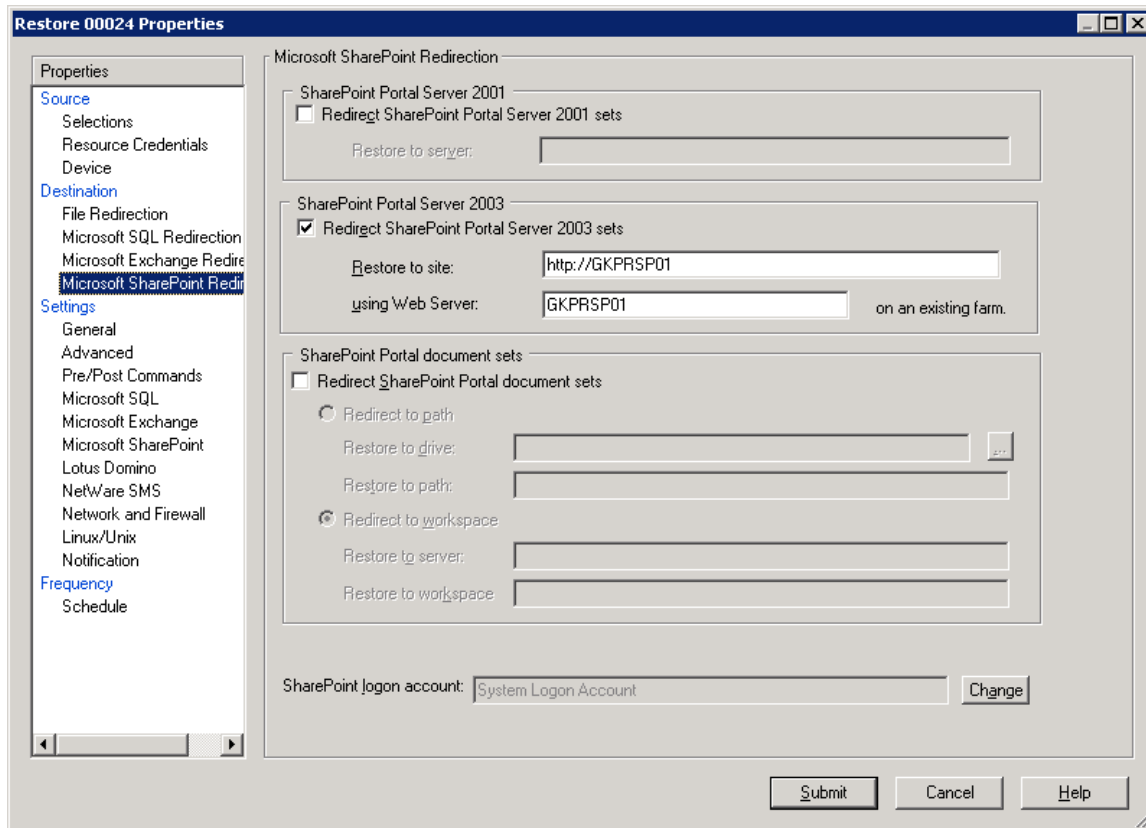 Restore 00024 Properties
Properties
Source
Selections
Resource Credentials
Device
Destination
File Redirection
Microsoft SQL Redirection
Microsoft Exchange Redire
Microsoft SharePoint Redir
Settings
General
Advanced
Pre/Post Commands
Microsoft SQL
Microsoft Exchange
Microsoft SharePoint
Lotus Domino
NetWare SMS
Network and Firewall
Linux/Unix
Notification
Frequency
Schedule
Microsoft SharePoint Redirection
SharePoint Portal Server 2001
Redirect SharePoint Portal Server 2001 sets
Restore to server:
SharePoint Portal Server 2003
Redirect SharePoint Portal Server 2003 sets
Restore to site: http://GKPRSP01
using Web Server: GKPRSP01 on an existing farm.
SharePoint Portal document sets
Redirect SharePoint Portal document sets
Redirect to path
Restore to drive: ...
Restore to path:
Redirect to workspace
Restore to server:
Restore to workspace
SharePoint logon account: System Logon Account Change
Submit Cancel Help